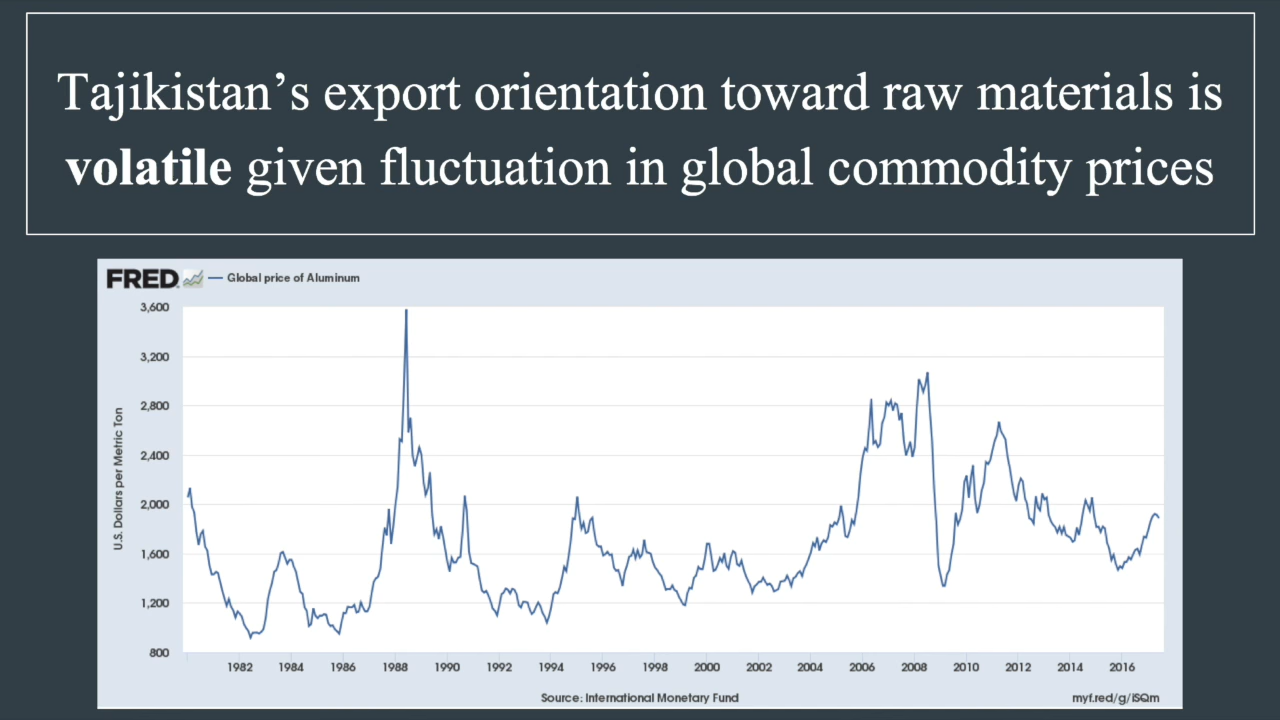 Tajikistan’s export orientation toward raw materials is
volatile given fluctuation in global commodity prices
FRED Global price of Aluminum
U.S. Dollars per Metric Ton
3,600
3,200
2,800
2,400
2,000
1,600
1,200
800
1982 1984 1986 1988 1990 1992 1994 1996 1998 2000 2002 2004 2006 2008 2010 2012 2014 2016
Source: International Monetary Fund myf.red/g/iSQm